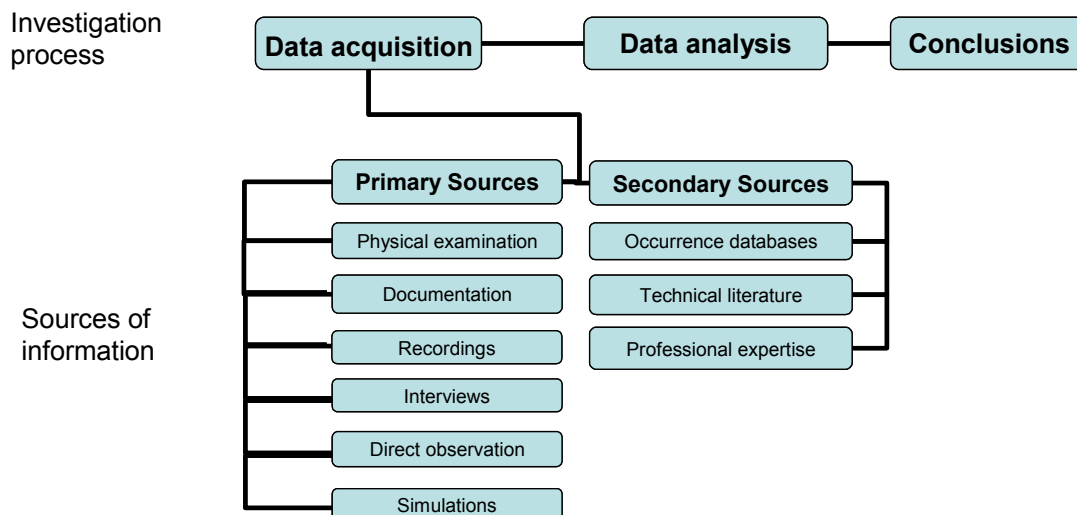 Investigation
process
Data acquisition
Data analysis
Conclusions
Primary Sources
Secondary Sources
Physical examination
Occurrence databases
Documentation
Technical literature
Sources of
information
Recordings
Professional expertise
Interviews
Direct observation
Simulations